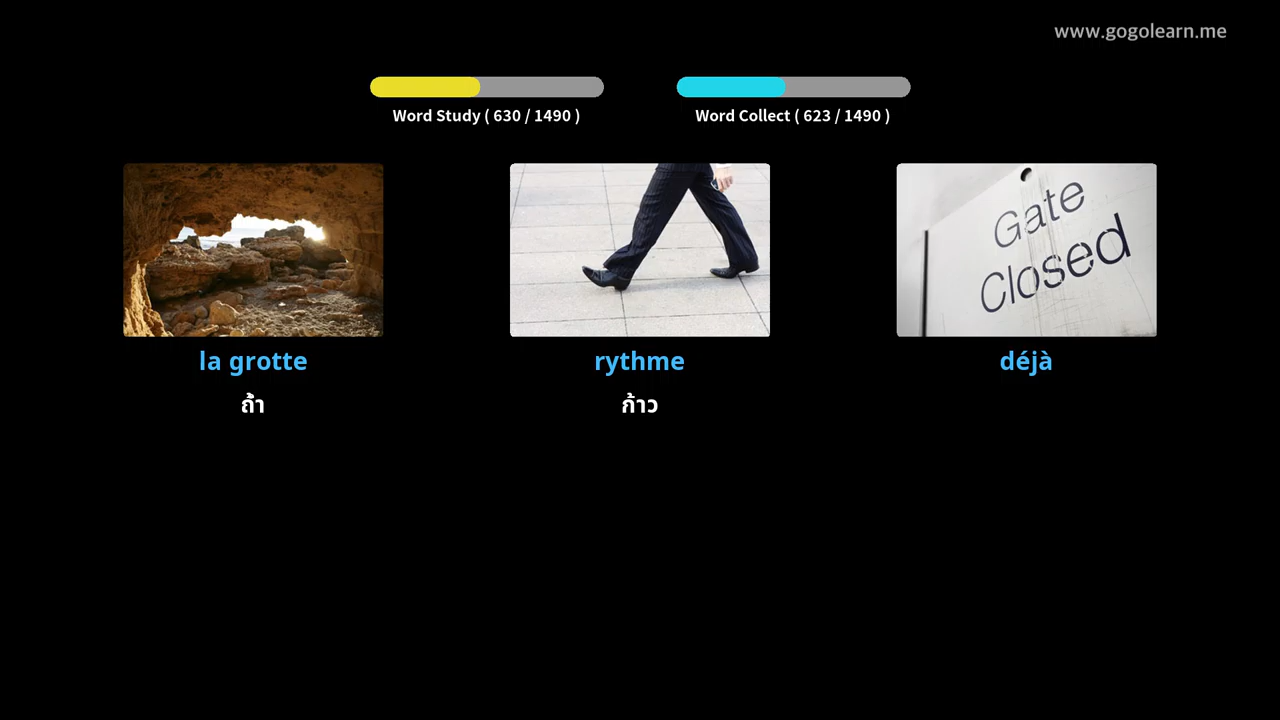 www.gogolearn.me
Word Study ( 630 / 1490 )
Word Collect ( 623 / 1490 )
Gate
Closed
la grotte
rythme
déjà
ถ้ำ
ก้าว